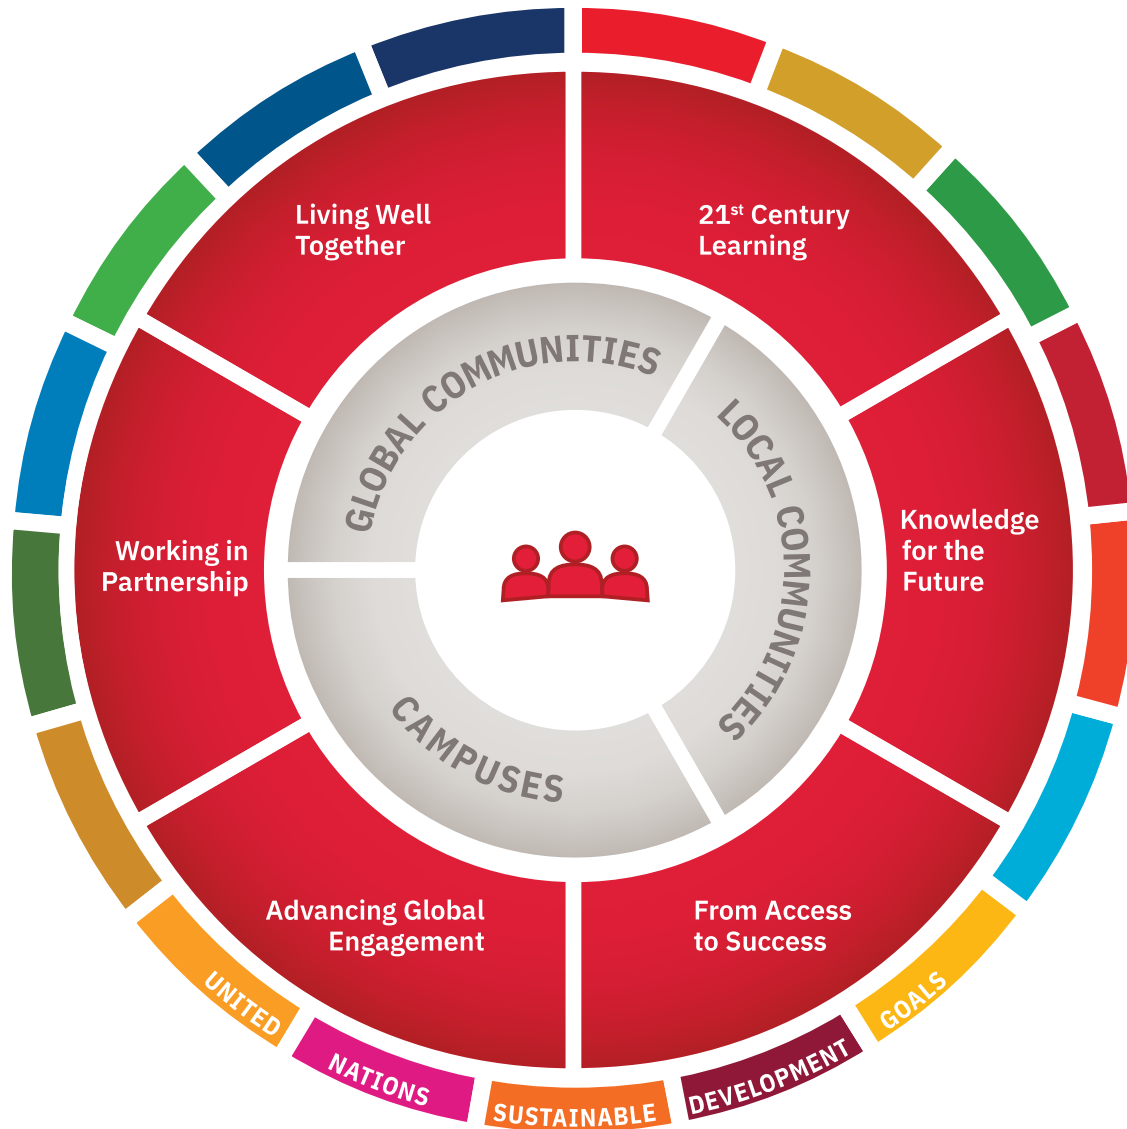 Living Well
Together
21st Century
Learning
GLOBAL COMMUNITIES
LOCAL COMMUNITIES
Knowledge
for the
Future
Working in
Partnership
CAMPUSES
Advancing Global
Engagement
From Access
to Success
UNITED
NATIONS
SUSTAINABLE
DEVELOPMENT
GOALS